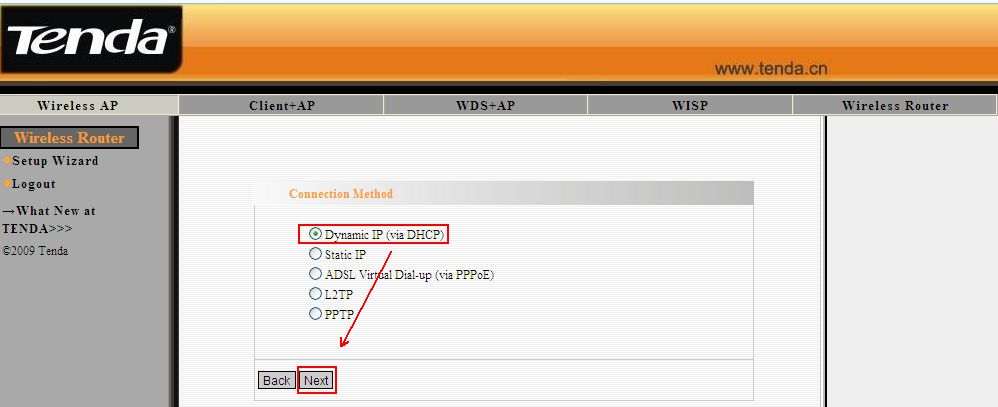 Tenda®
www.tenda.cn
Wireless AP
Client+AP
WDS+AP
WISP
Wireless Router
Wireless Router
Setup Wizard
Logout
→What New at
TENDA>>>
©2009 Tenda
Connection Method
Dynamic IP (via DHCP)
Static IP
ADSL Virtual Dial-up (via PPPoE)
L2TP
PPTP
Back
Next